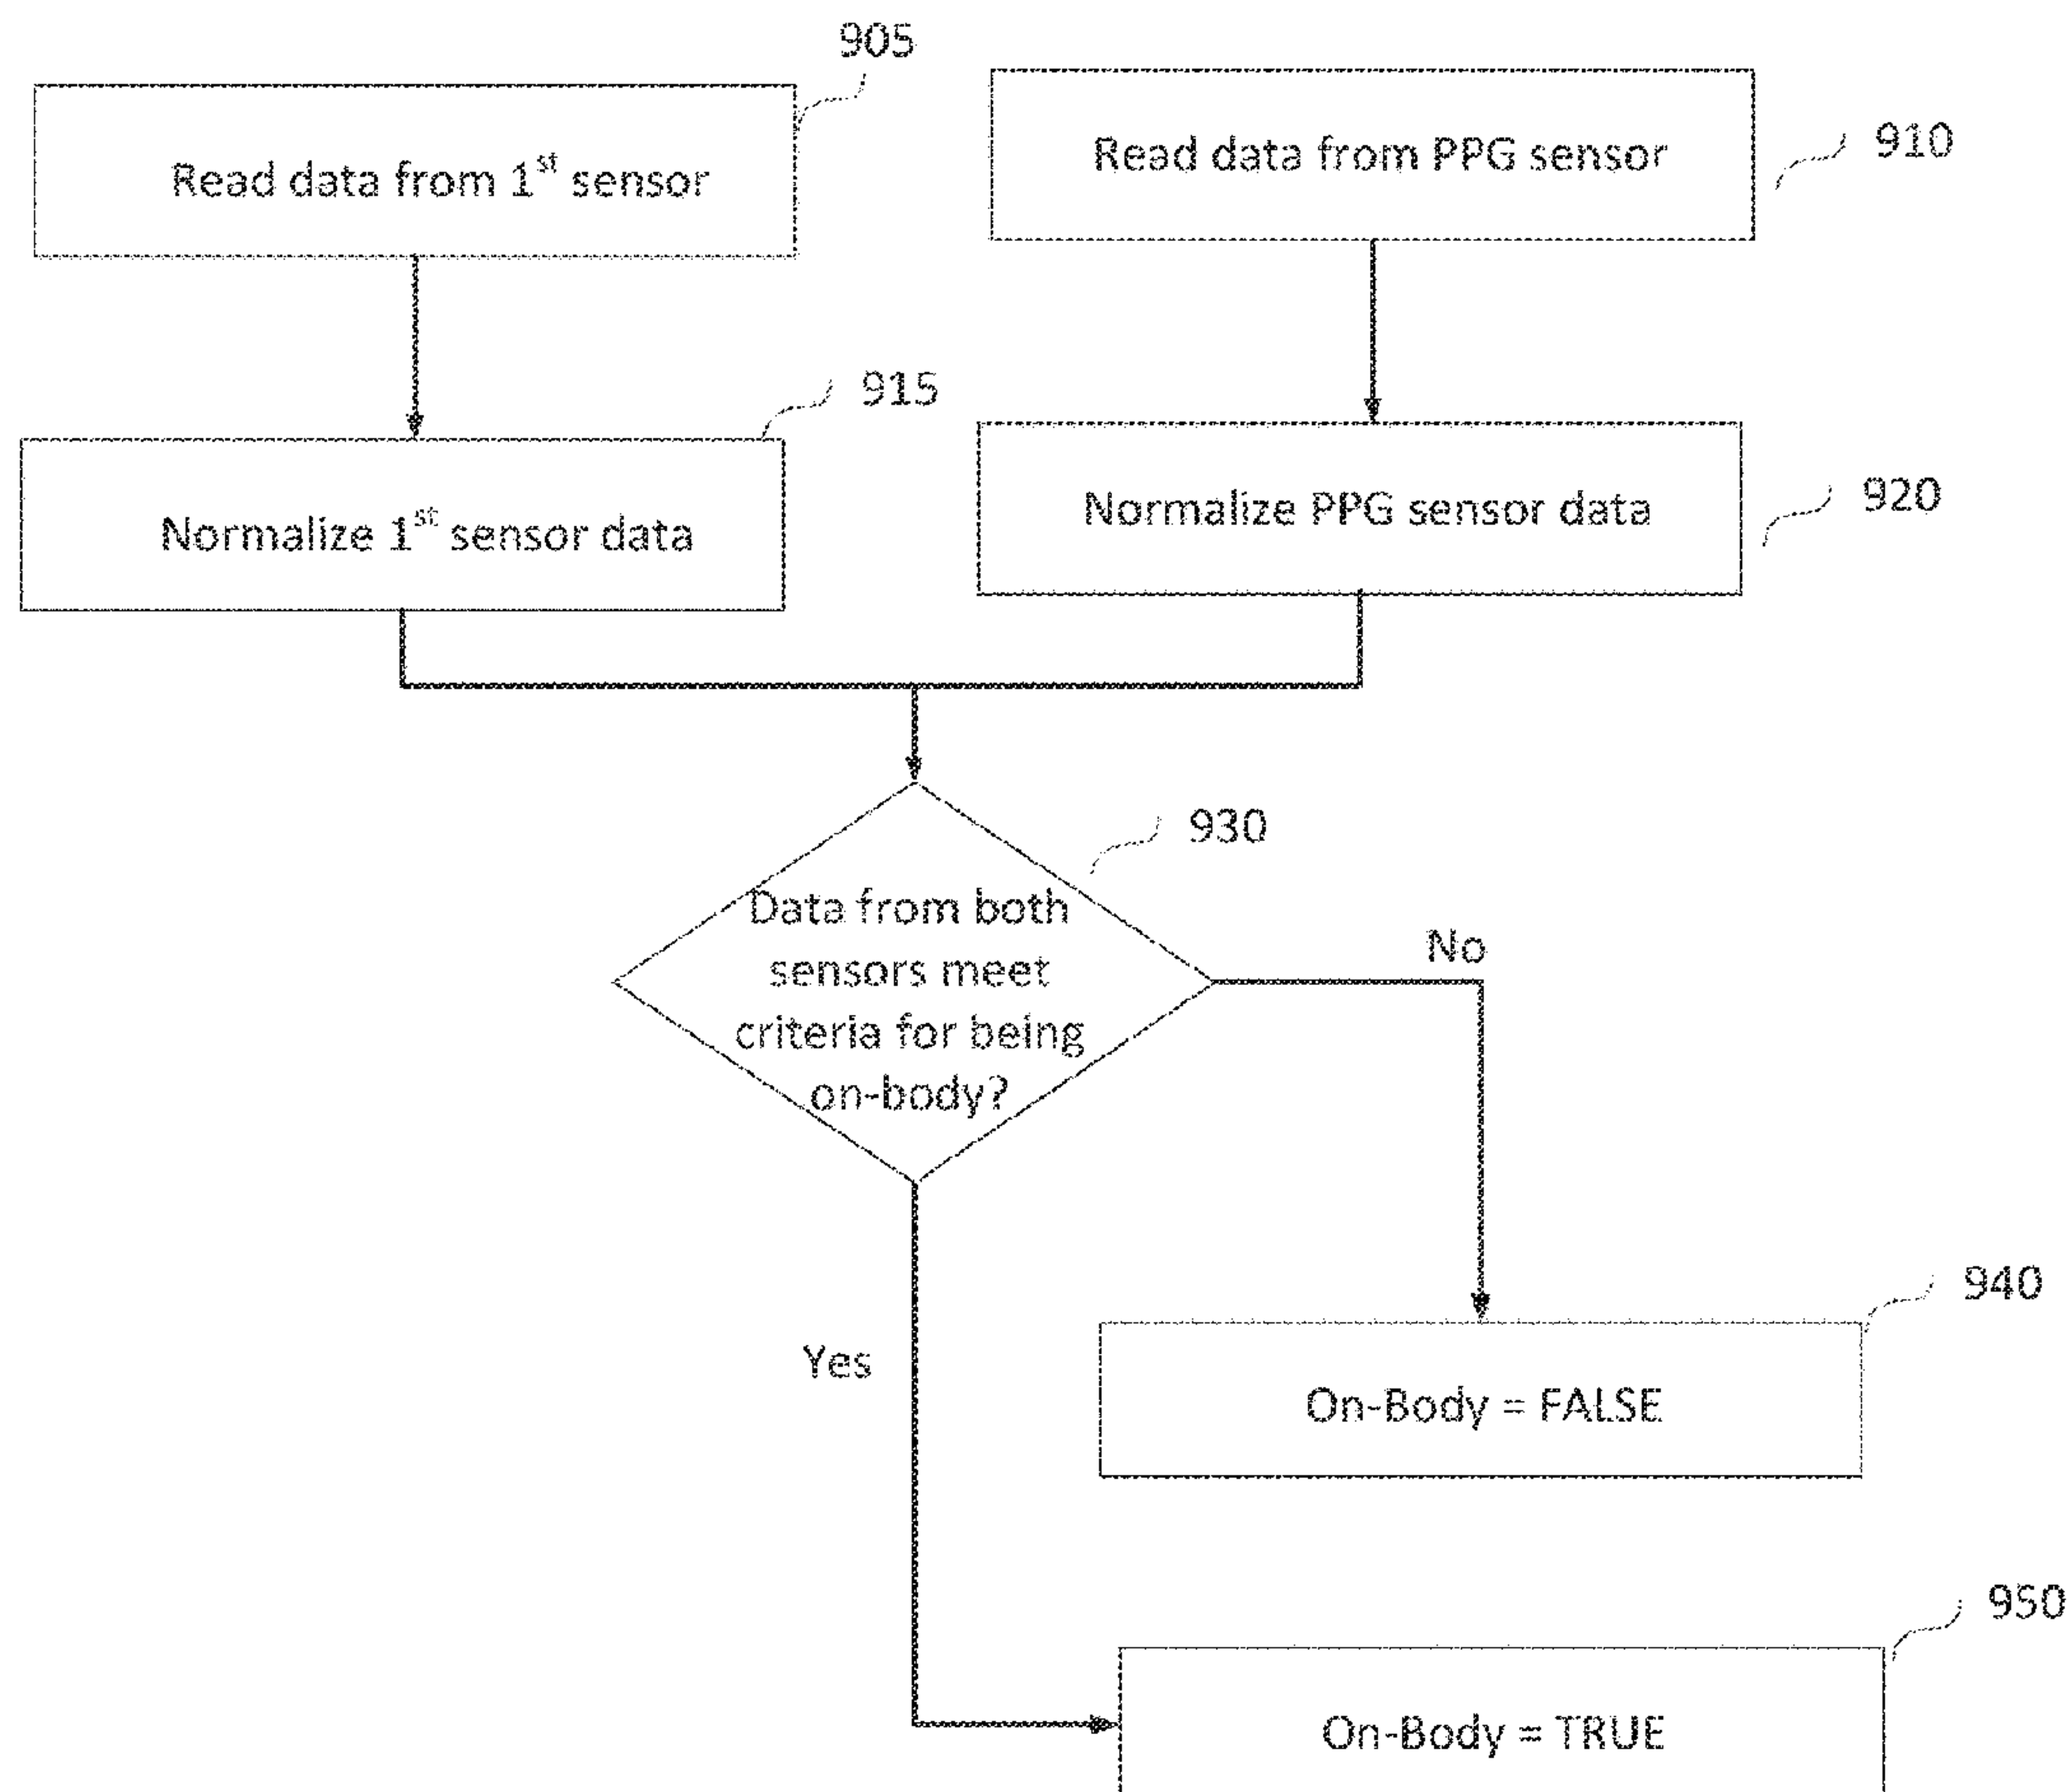 905
Read data from 1st sensor
Read data from PPG sensor
910
915
Normalize 1st sensor data
Normalize PPG sensor data
920
930
Data from both
sensors meet
criteria for being
on-body?
No
Yes
940
On-Body = FALSE
950
On-Body = TRUE